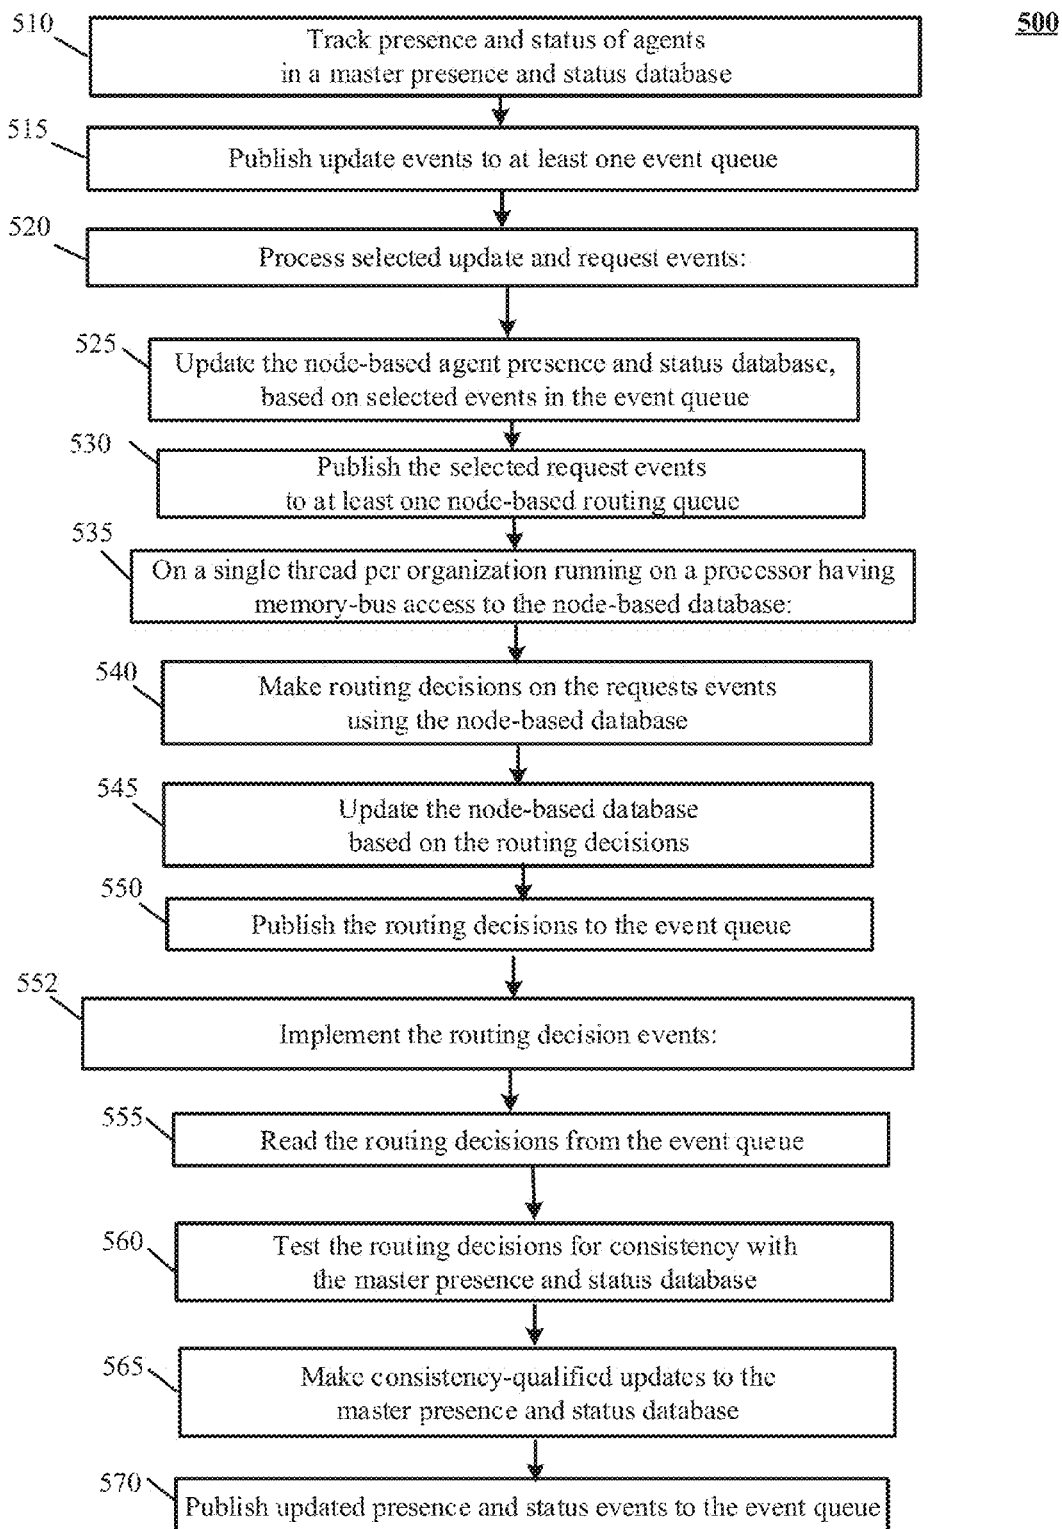 500
510
Track presence and status of agents
in a master presence and status database
515
Publish update events to at least one event queue
520
Process selected update and request events:
525
Update the node-based agent presence and status database,
based on selected events in the event queue
530
Publish the selected request events
to at least one node-based routing queue
535
On a single thread per organization running on a processor having
memory-bus access to the node-based database:
540
Make routing decisions on the requests events
using the node-based database
545
Update the node-based database
based on the routing decisions
550
Publish the routing decisions to the event queue
552
Implement the routing decision events:
555
Read the routing decisions from the event queue
560
Test the routing decisions for consistency with
the master presence and status database
565
Make consistency-qualified updates to the
master presence and status database
570
Publish updated presence and status events to the event queue